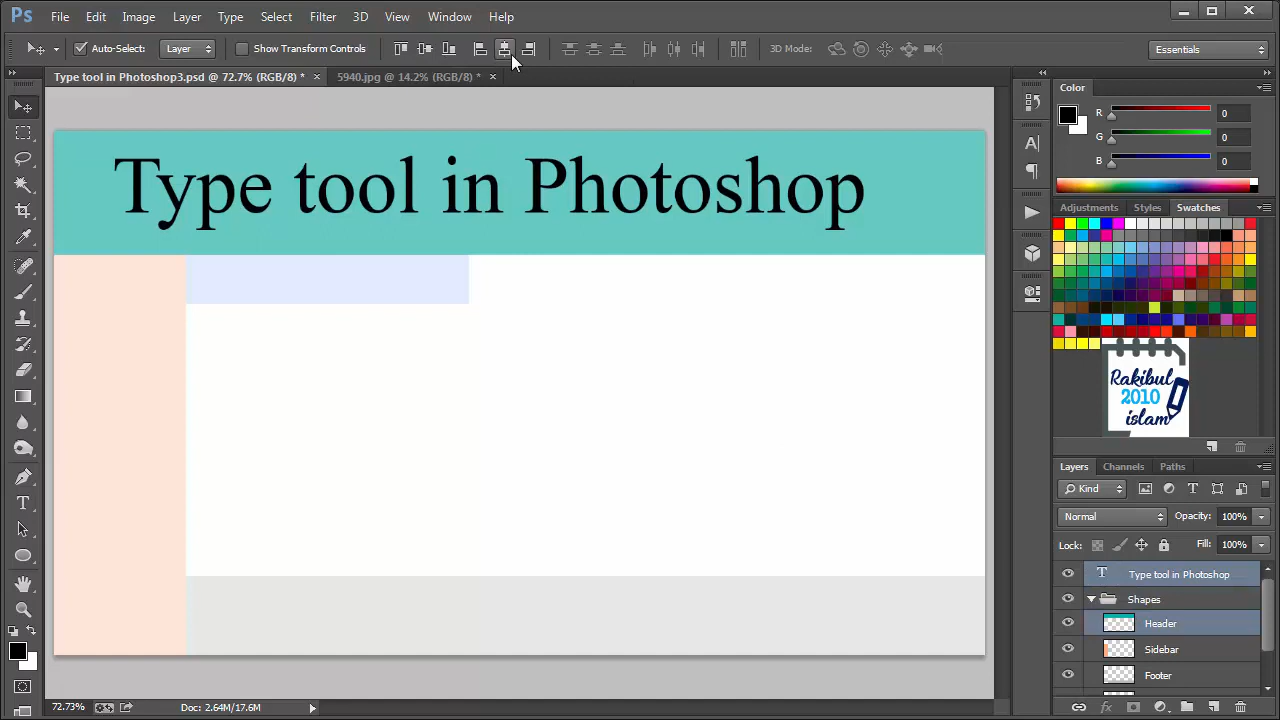 Ps File Edit Image Layer Type Select Filter 3D View Window Help
Auto-Select: Layer Show Transform Controls 3D Mode: Essentials
Type tool in Photoshop3.psd @ 72.7% (RGB/8) * × 5940.jpg @ 14.2% (RGB/8) * ×
Color
R 0
G 0
B 0
Type tool in Photoshop
Adjustments Styles Swatches
Rakibul
2010
islam
Layers Channels Paths
Kind
Normal Opacity: 100%
Lock: Fill: 100%
T Type tool in Photoshop
Shapes
Header
Sidebar
Footer
72.73% Doc: 2.64M/17.6M